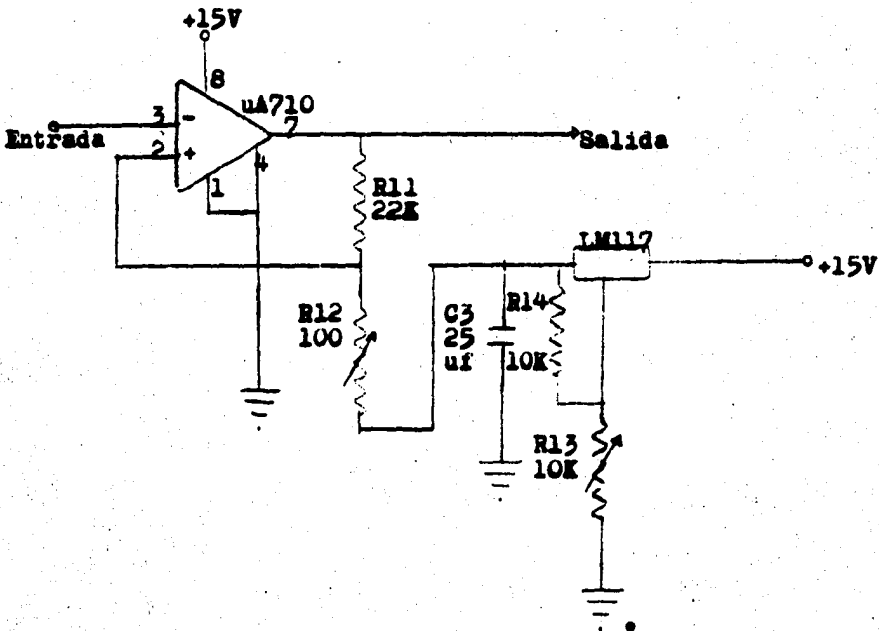 +15V
8
uA710
3
-
7
Entrada
Salida
2
+
4
1
R11
22K
LM117
+15V
R12
100
C3
25
uf
R14
10K
R13
10K